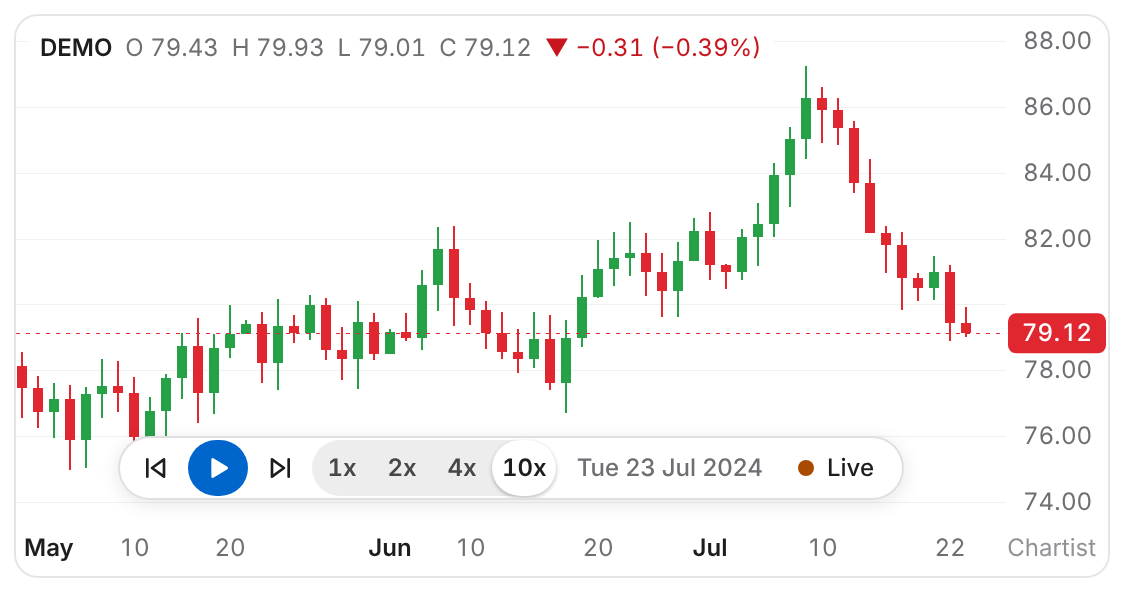 DEMO O 79.43 H 79.93 L 79.01 C 79.12 ▼ −0.31 (−0.39%)
88.00
86.00
84.00
82.00
79.12
78.00
76.00
74.00
1x 2x 4x 10x Tue 23 Jul 2024 Live
May 10 20 Jun 10 20 Jul 10 22 Chartist